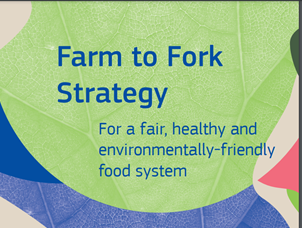 Farm to Fork
Strategy
For a fair, healthy and
environmentally-friendly
food system